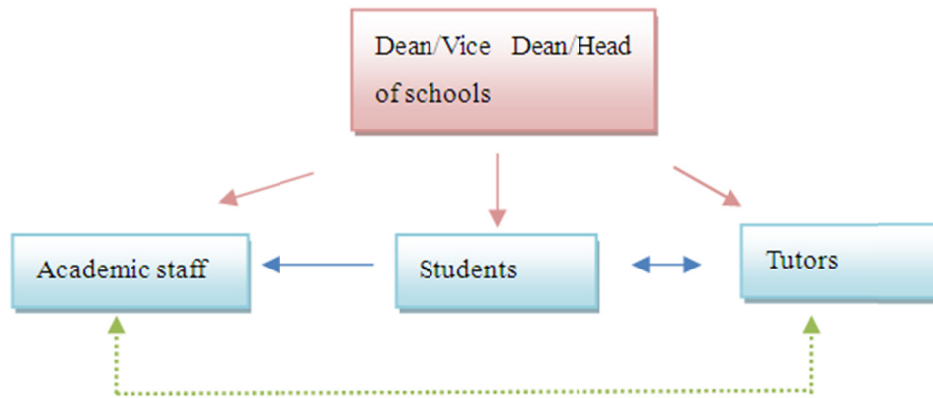 Dean/Vice Dean/Head
of schools
Academic staff
Students
Tutors